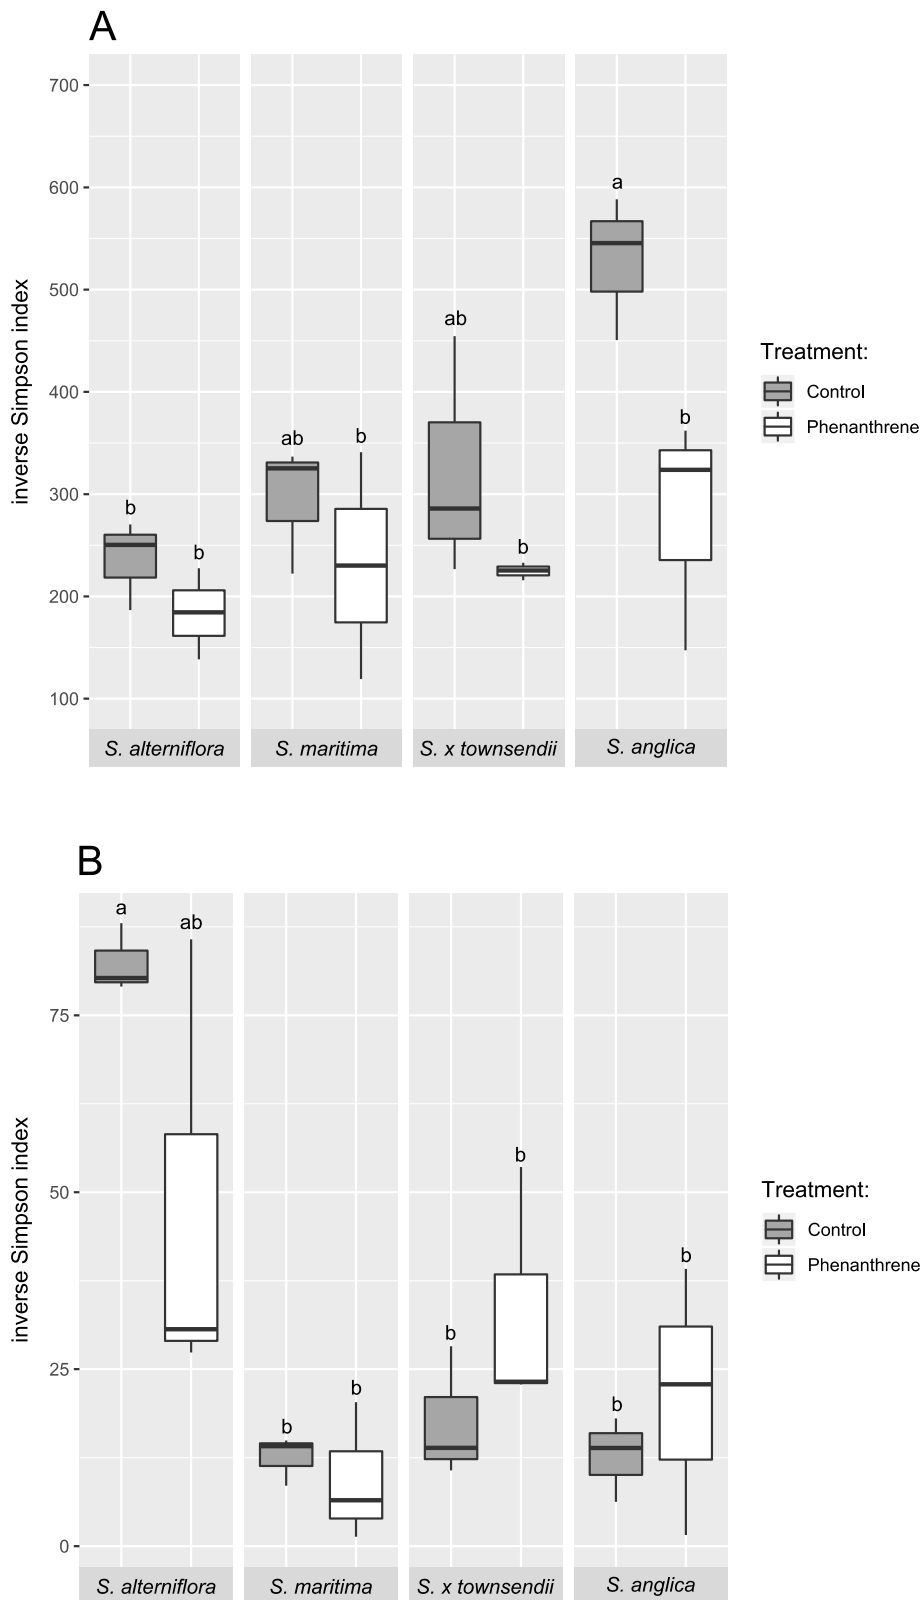 A
inverse Simpson index
700
600
500
400
300
200
100
b
b
ab
b
ab
b
a
b
S. alterniflora
S. maritima
S. x townsendii
S. anglica
Treatment:
Control
Phenanthrene
B
inverse Simpson index
75
50
25
0
a
ab
b
b
b
b
b
b
S. alterniflora
S. maritima
S. x townsendii
S. anglica
Treatment:
Control
Phenanthrene